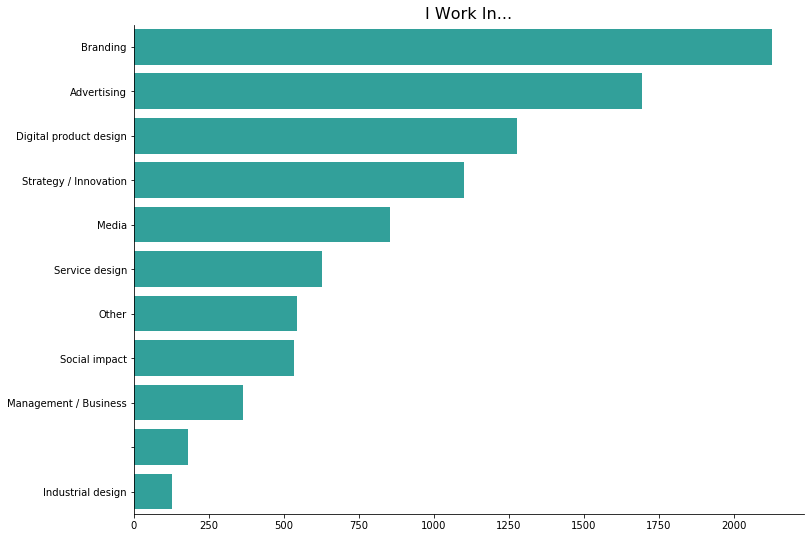 I Work In...
Branding
Advertising
Digital product design
Strategy / Innovation
Media
Service design
Other
Social impact
Management / Business
Industrial design
0 250 500 750 1000 1250 1500 1750 2000